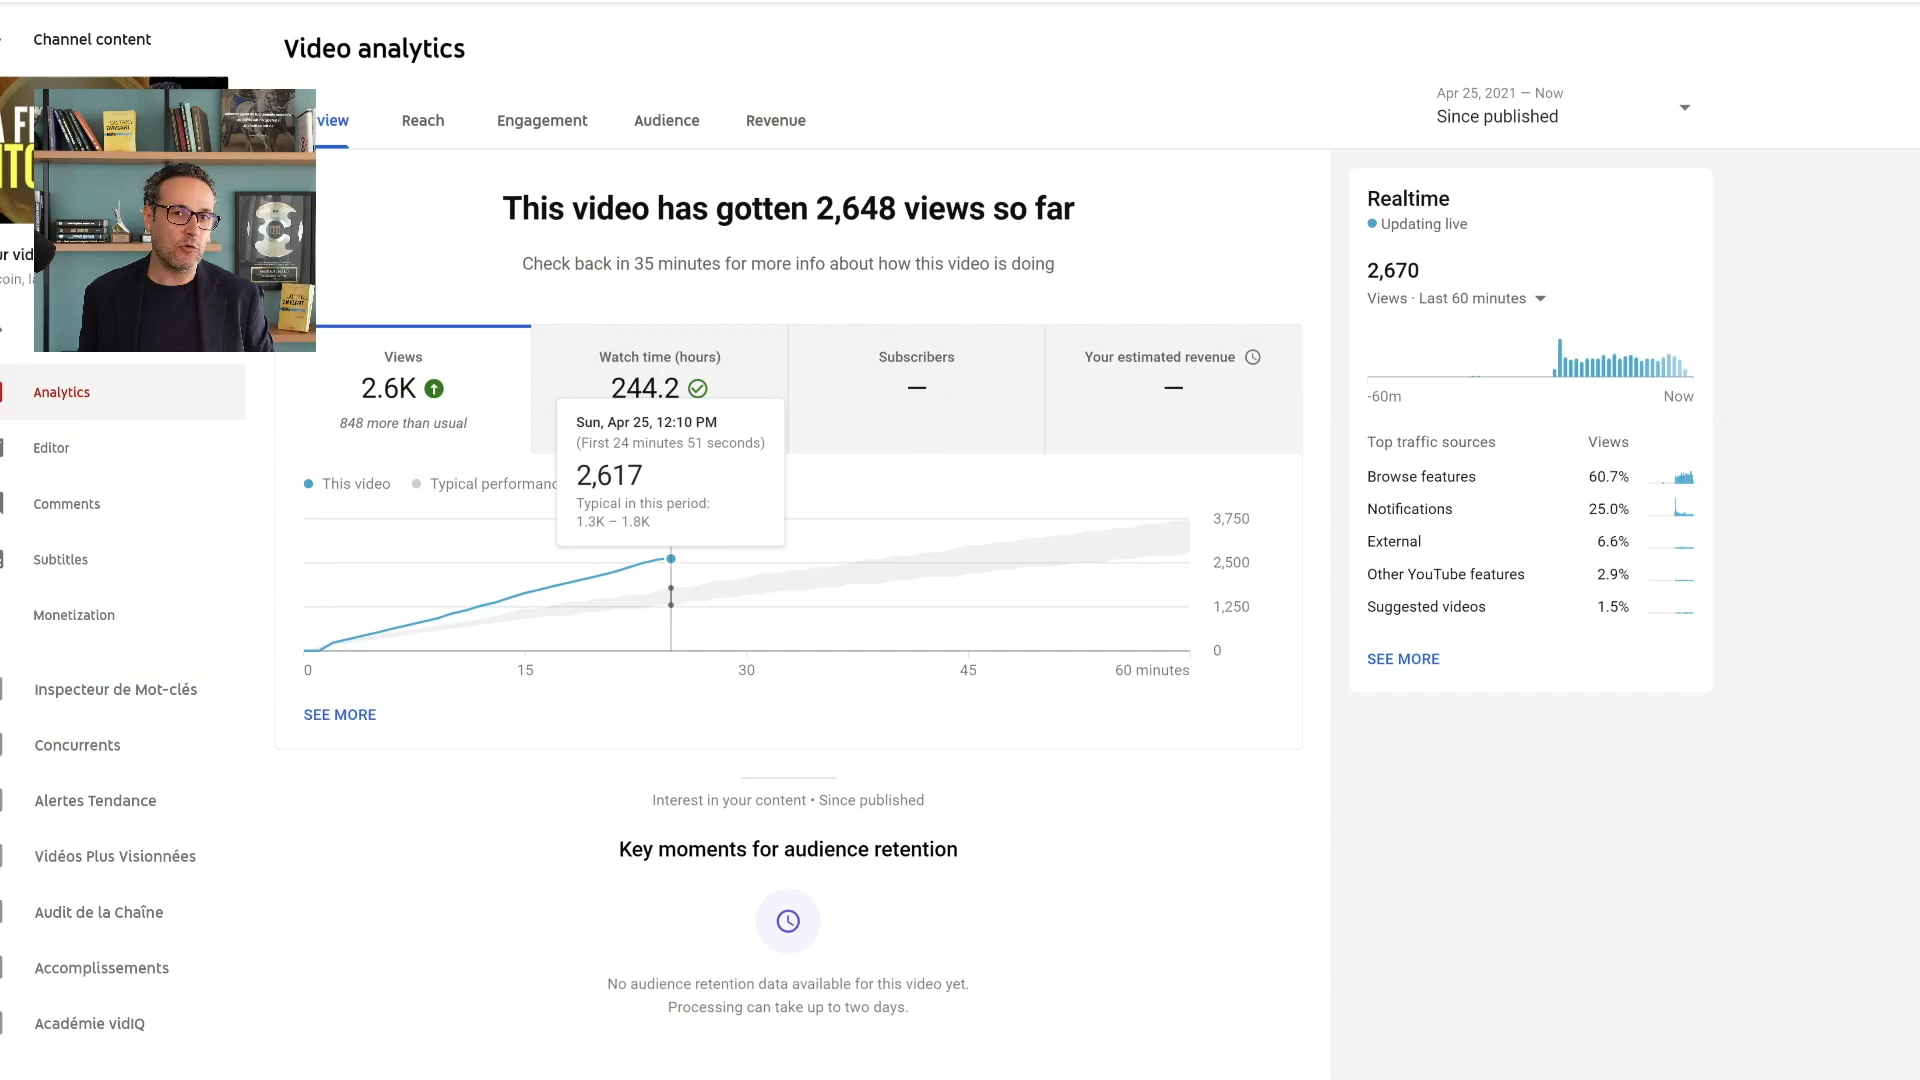 Channel content
Video analytics
Apr 25, 2021 — Now
Since published
view
Reach
Engagement
Audience
Revenue
This video has gotten 2,648 views so far
Check back in 35 minutes for more info about how this video is doing
Views
2.6K
848 more than usual
Watch time (hours)
244.2
Subscribers
—
Your estimated revenue
—
Sun, Apr 25, 12:10 PM
(First 24 minutes 51 seconds)
2,617
Typical in this period:
1.3K – 1.8K
This video
Typical performanc
3,750
2,500
1,250
0
0
15
30
45
60 minutes
SEE MORE
Interest in your content • Since published
Key moments for audience retention
No audience retention data available for this video yet.
Processing can take up to two days.
Realtime
Updating live
2,670
Views · Last 60 minutes
-60m
Now
Top traffic sources
Views
Browse features
60.7%
Notifications
25.0%
External
6.6%
Other YouTube features
2.9%
Suggested videos
1.5%
SEE MORE
ur vid
coin, la
Analytics
Editor
Comments
Subtitles
Monetization
Inspecteur de Mot-clés
Concurrents
Alertes Tendance
Vidéos Plus Visionnées
Audit de la Chaîne
Accomplissements
Académie vidIQ